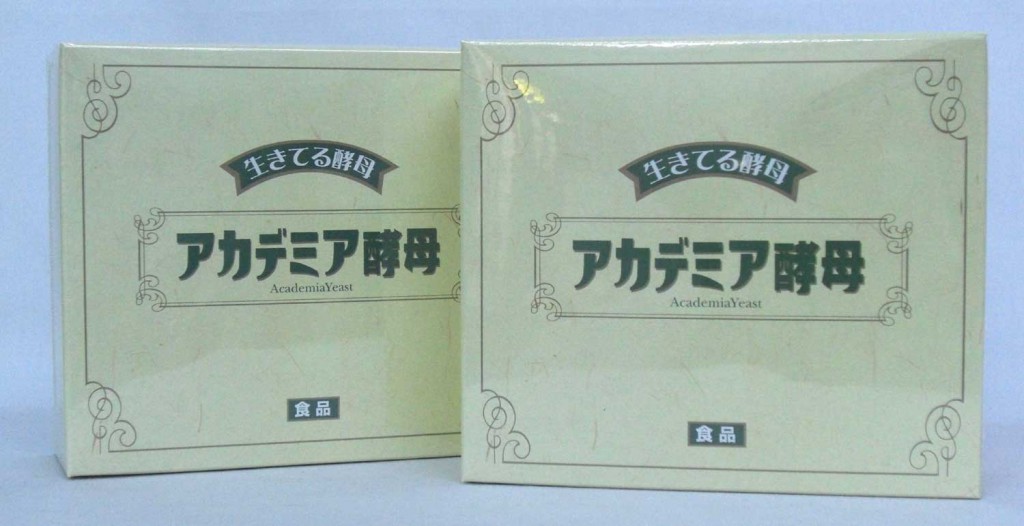 生きてる酵母
アカデミア酵母
AcademiaYeast
食品
生きてる酵母
アカデミア酵母
AcademiaYeast
食品